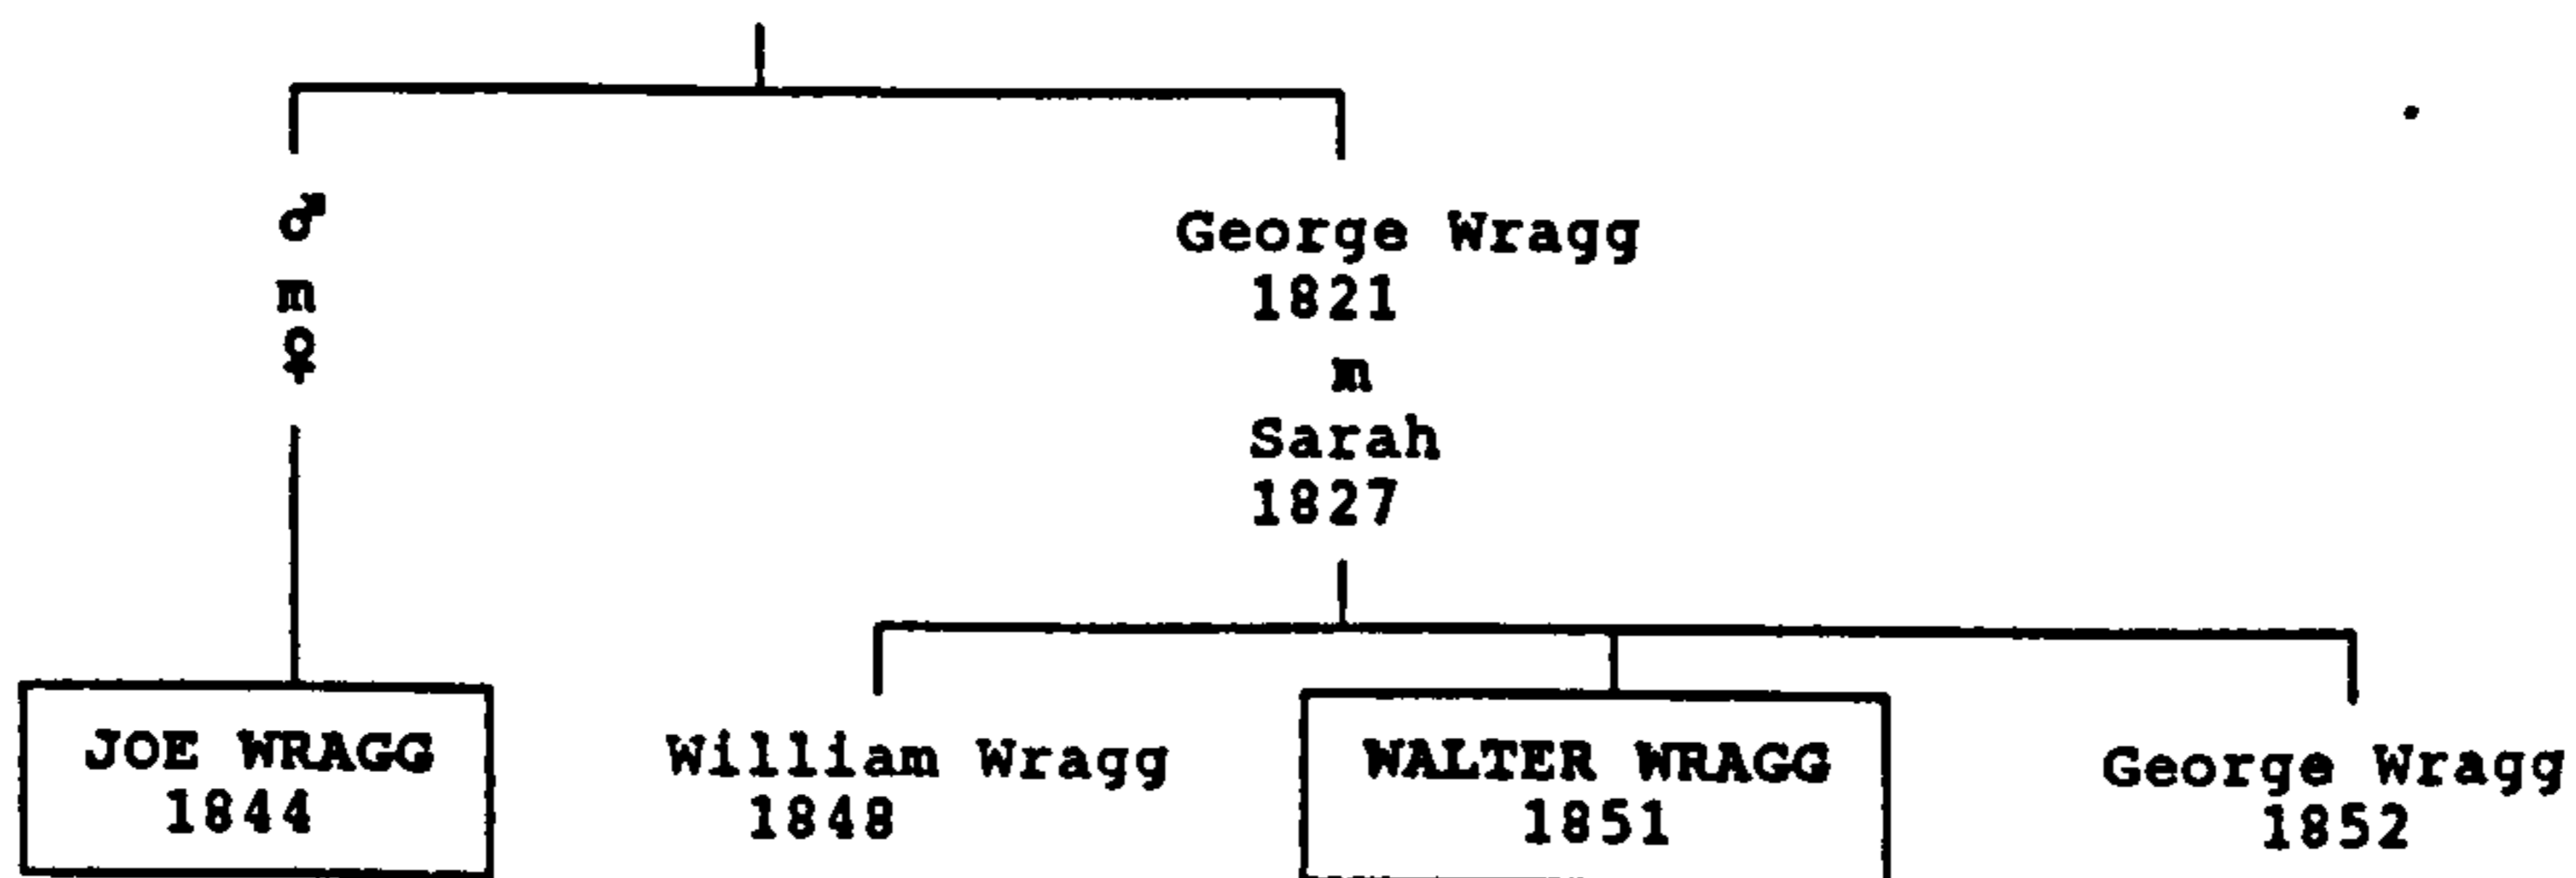 ♂
m
♀
George Wragg
1821
m
Sarah
1827
JOE WRAGG
1844
William Wragg
1848
WALTER WRAGG
1851
George Wragg
1852